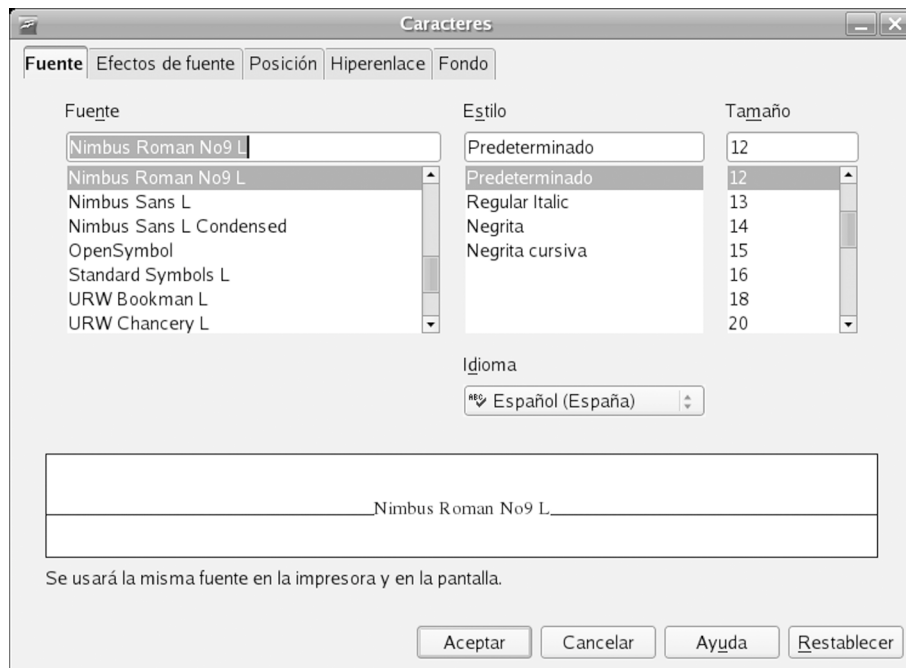 Caracteres
Fuente Efectos de fuente Posición Hiperenlace Fondo
Fuente Estilo Tamaño
Nimbus Roman No9 L Predeterminado 12
Nimbus Roman No9 L Predeterminado 12
Nimbus Sans L Regular Italic 13
Nimbus Sans L Condensed Negrita 14
OpenSymbol Negrita cursiva 15
Standard Symbols L 16
URW Bookman L 18
URW Chancery L 20
Idioma
ABC Español (España)
Nimbus Roman No9 L
Se usará la misma fuente en la impresora y en la pantalla.
Aceptar Cancelar Ayuda Restablecer